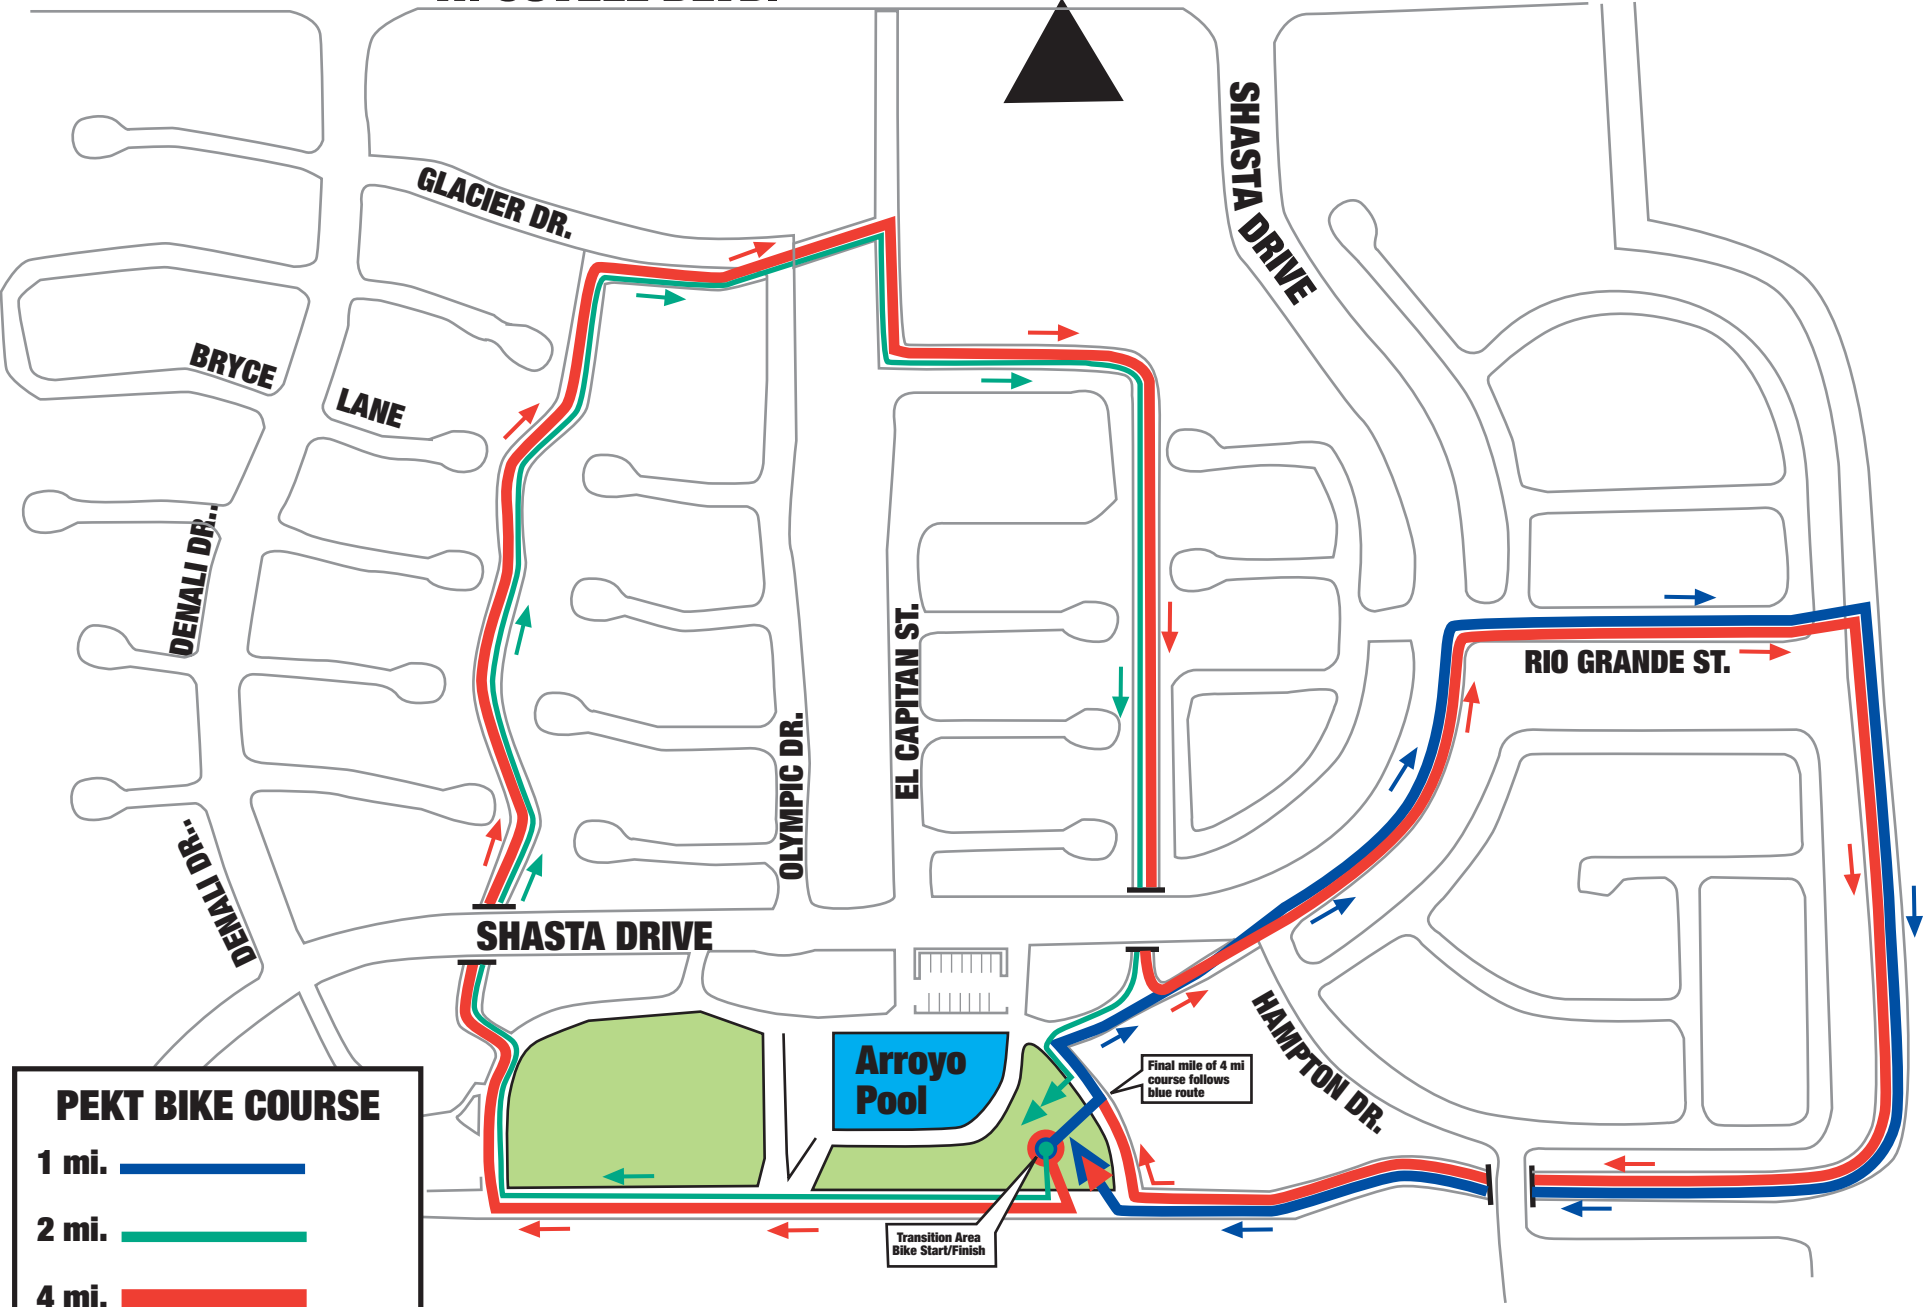 SHASTA DRIVE
GLACIER DR.
BRYCE
LANE
DENALI DR..
EL CAPITAN ST.
OLYMPIC DR.
RIO GRANDE ST.
DENALI DR..
SHASTA DRIVE
HAMPTON DR.
Arroyo
Pool
Final mile of 4 mi
course follows
blue route
Transition Area
Bike Start/Finish
PEKT BIKE COURSE
1 mi.
2 mi.
4 mi.